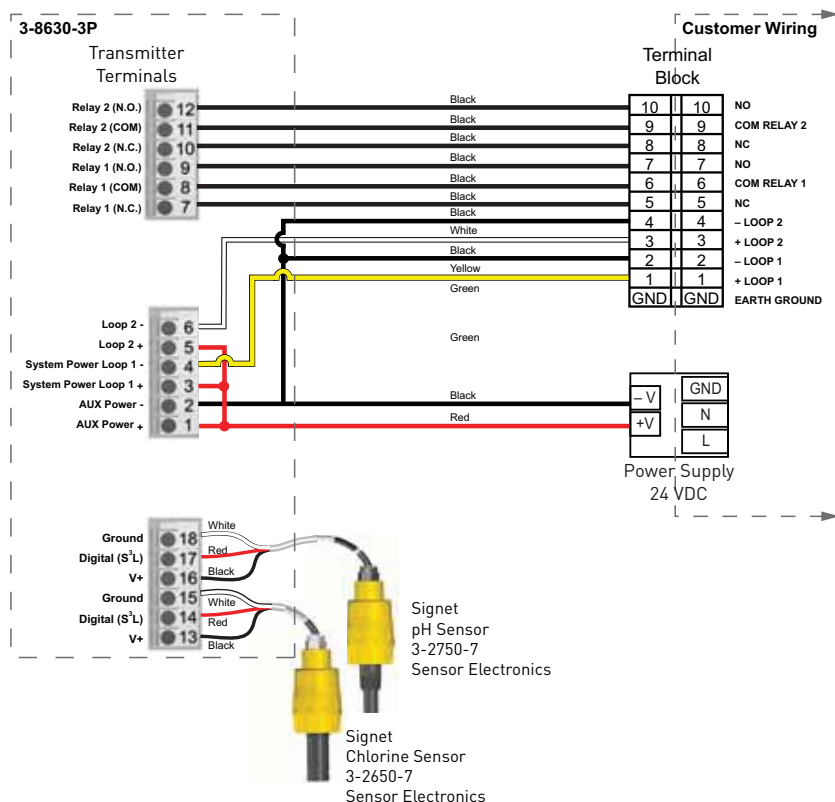 3-8630-3P
Customer Wiring
Transmitter
Terminals
Terminal
Block
Relay 2 (N.O.) 12 Black 10 10 NO
Relay 2 (COM) 11 Black 9 9 COM RELAY 2
Relay 2 (N.C.) 10 Black 8 8 NC
Relay 1 (N.O.) 9 Black 7 7 NO
Relay 1 (COM) 8 Black 6 6 COM RELAY 1
Relay 1 (N.C.) 7 Black 5 5 NC
Black 4 4 – LOOP 2
White 3 3 + LOOP 2
Black 2 2 – LOOP 1
Yellow 1 1 + LOOP 1
Green GND GND EARTH GROUND
Loop 2 - 6
Loop 2 + 5 Green
System Power Loop 1 - 4
System Power Loop 1 + 3
AUX Power - 2 Black – V GND
AUX Power + 1 Red +V N
L
Power Supply
24 VDC
Ground 18 White
Digital (S³L) 17 Red
V+ 16 Black
Ground 15 White
Digital (S³L) 14 Red
V+ 13 Black
Signet
pH Sensor
3-2750-7
Sensor Electronics
Signet
Chlorine Sensor
3-2650-7
Sensor Electronics